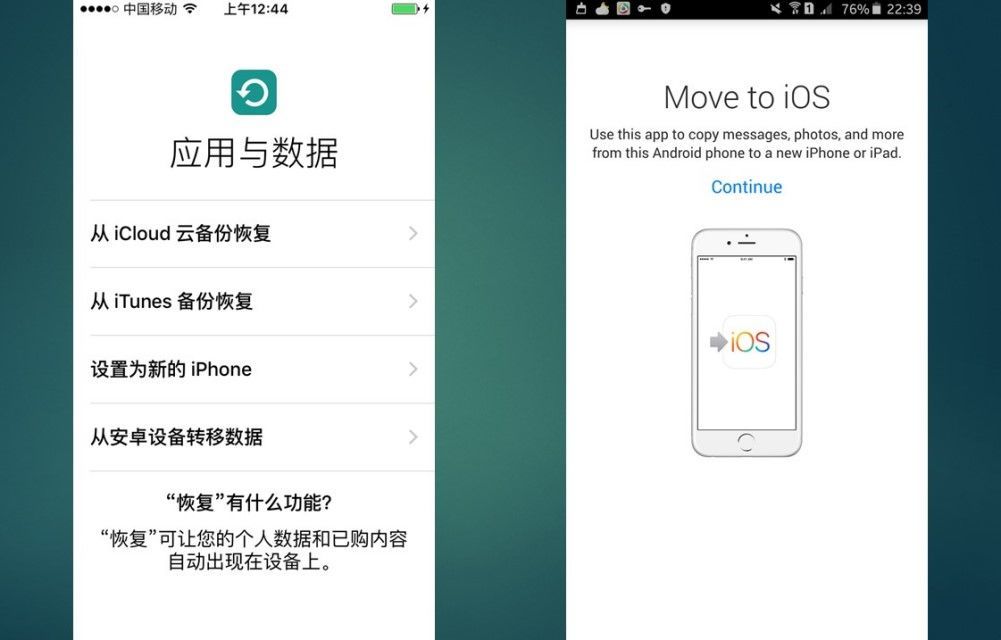 中国移动
上午12:44
应用与数据
从 iCloud 云备份恢复
从 iTunes 备份恢复
设置为新的 iPhone
从安卓设备转移数据
“恢复”有什么功能?
“恢复”可让您的个人数据和已购内容
自动出现在设备上。
1 76% 22:39
Move to iOS
Use this app to copy messages, photos, and more
from this Android phone to a new iPhone or iPad.
Continue
iOS